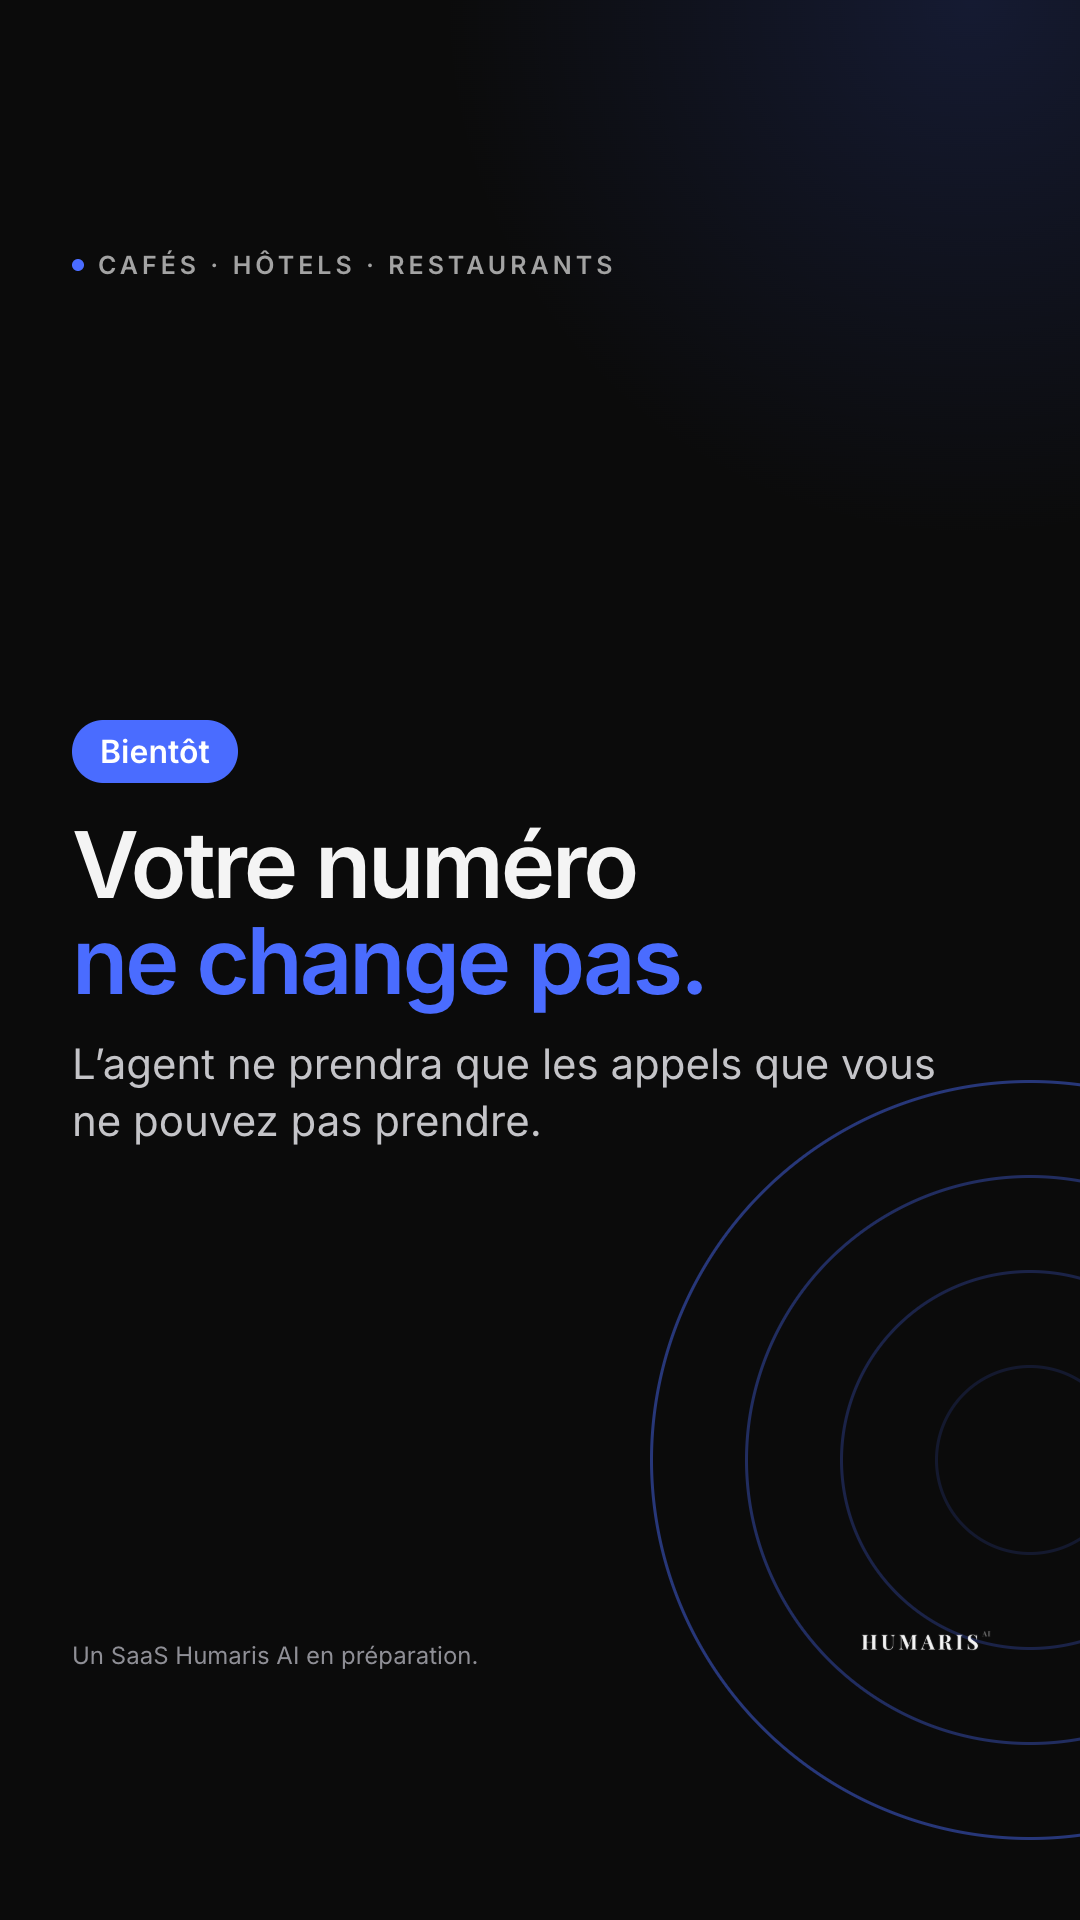 CAFÉS · HÔTELS · RESTAURANTS
Bientôt
Votre numéro
ne change pas.
L’agent ne prendra que les appels que vous
ne pouvez pas prendre.
Un SaaS Humaris AI en préparation.
HUMARIS AI